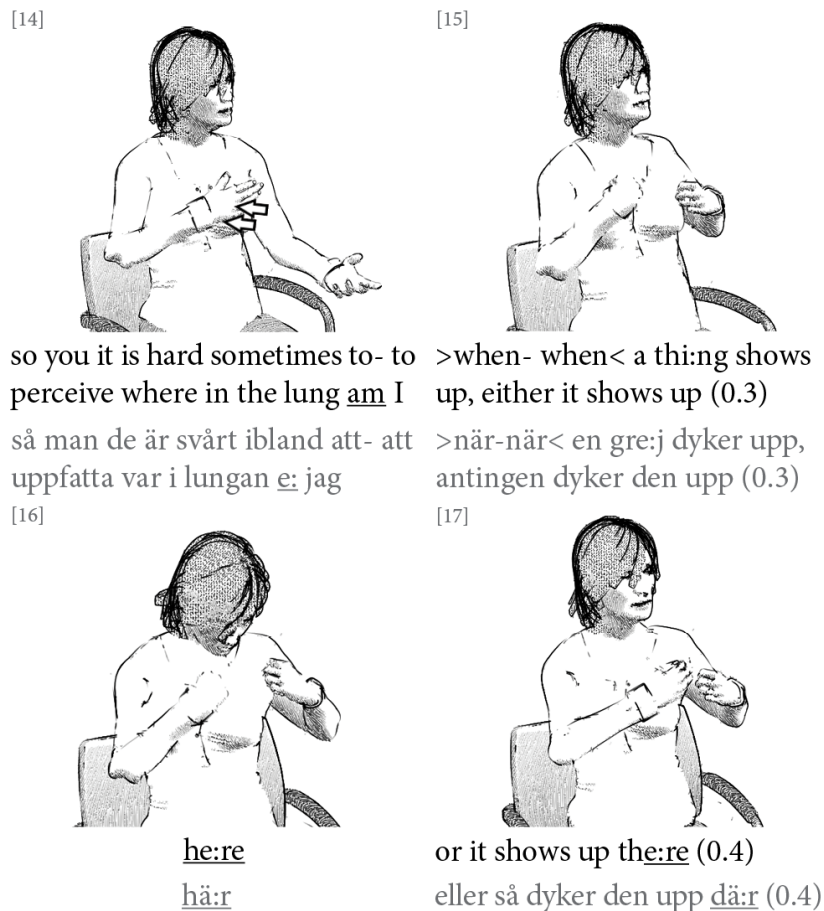 [14]
so you it is hard sometimes to- to
perceive where in the lung am I
så man de är svårt ibland att- att
uppfatta var i lungan e: jag
[15]
>when- when< a thi:ng shows
up, either it shows up (0.3)
>när-när< en gre:j dyker upp,
antingen dyker den upp (0.3)
[16]
he:re
hä:r
[17]
or it shows up the:re (0.4)
eller så dyker den upp dä:r (0.4)